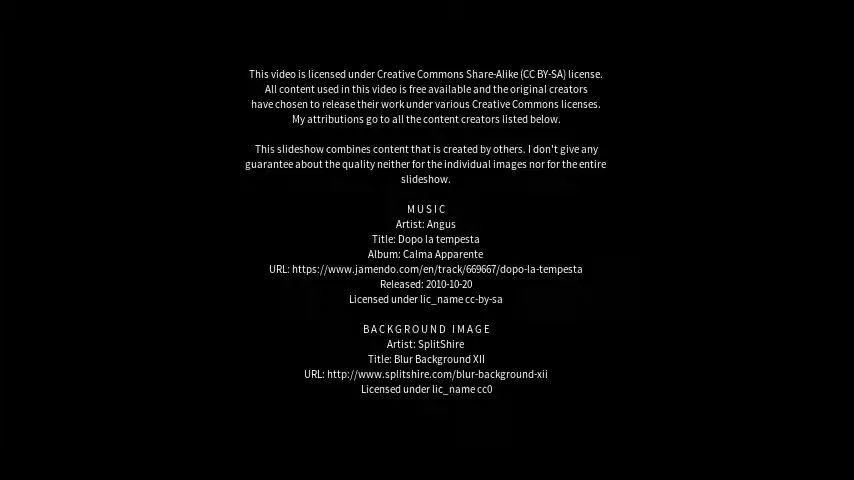 This video is licensed under Creative Commons Share-Alike (CC BY-SA) license.
All content used in this video is free available and the original creators
have chosen to release their work under various Creative Commons licenses.
My attributions go to all the content creators listed below.
This slideshow combines content that is created by others. I don't give any
guarantee about the quality neither for the individual images nor for the entire
slideshow.
MUSIC
Artist: Angus
Title: Dopo la tempesta
Album: Calma Apparente
URL: https://www.jamendo.com/en/track/669667/dopo-la-tempesta
Released: 2010-10-20
Licensed under lic_name cc-by-sa
BACKGROUND IMAGE
Artist: SplitShire
Title: Blur Background XII
URL: http://www.splitshire.com/blur-background-xii
Licensed under lic_name cc0